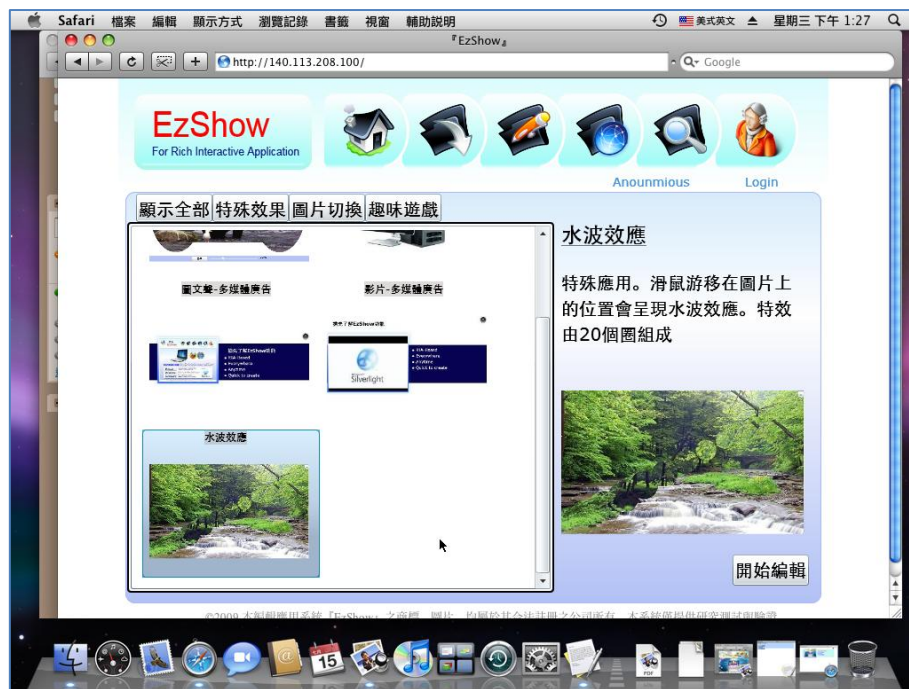 Safari 檔案 編輯 顯示方式 瀏覽記錄 書籤 視窗 輔助説明 美式英文 星期三 下午 1:27
『EzShow』
http://140.113.208.100/ Google
EzShow
For Rich Interactive Application
Anounmious Login
顯示全部 特殊效果 圖片切換 趣味遊戲
水波效應
特殊應用。滑鼠游移在圖片上
的位置會呈現水波效應。特效
由20個圈組成
圖文聲-多媒體廣告 影片-多媒體廣告
Silverlight
水波效應
開始編輯
15
PDF